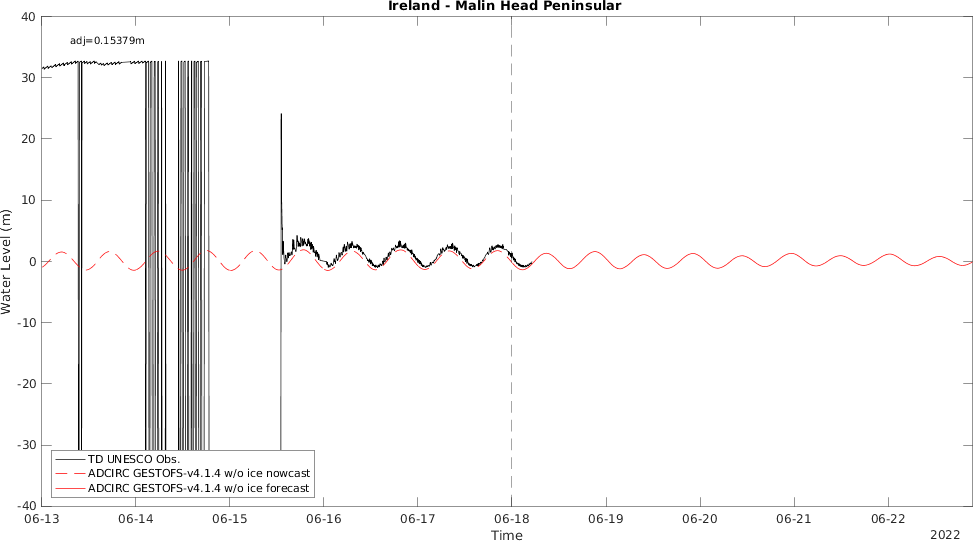 Ireland - Malin Head Peninsular
adj=0.15379m
Water Level (m)
40
30
20
10
0
-10
-20
-30
-40
TD UNESCO Obs.
ADCIRC GESTOFS-v4.1.4 w/o ice nowcast
ADCIRC GESTOFS-v4.1.4 w/o ice forecast
06-13 06-14 06-15 06-16 06-17 06-18 06-19 06-20 06-21 06-22
Time
2022